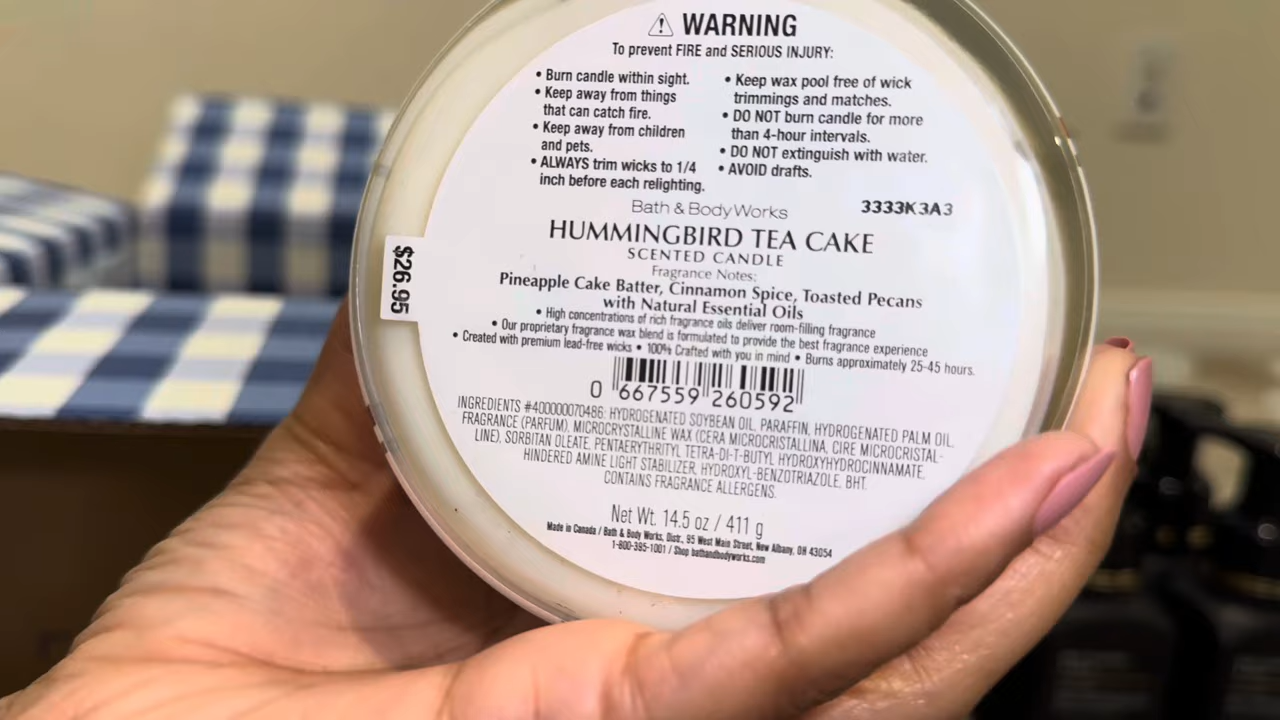 WARNING
To prevent FIRE and SERIOUS INJURY:
• Burn candle within sight.
• Keep away from things
that can catch fire.
• Keep away from children
and pets.
• ALWAYS trim wicks to 1/4
inch before each relighting.
• Keep wax pool free of wick
trimmings and matches.
• DO NOT burn candle for more
than 4-hour intervals.
• DO NOT extinguish with water.
• AVOID drafts.
Bath & Body Works
3333K3A3
HUMMINGBIRD TEA CAKE
SCENTED CANDLE
$26.95
Fragrance Notes:
Pineapple Cake Batter, Cinnamon Spice, Toasted Pecans
with Natural Essential Oils
• High concentrations of rich fragrance oils deliver room-filling fragrance
• Our proprietary fragrance wax blend is formulated to provide the best fragrance experience
• Created with premium lead-free wicks • 100% Crafted with you in mind • Burns approximately 25-45 hours.
0 667559 260592
INGREDIENTS #400000070486: HYDROGENATED SOYBEAN OIL, PARAFFIN, HYDROGENATED PALM OIL,
FRAGRANCE (PARFUM), MICROCRYSTALLINE WAX (CERA MICROCRISTALLINA, CIRE MICROCRISTAL-
LINE), SORBITAN OLEATE, PENTAERYTHRITYL TETRA-DI-T-BUTYL HYDROXYHYDROCINNAMATE,
HINDERED AMINE LIGHT STABILIZER, HYDROXYL-BENZOTRIAZOLE, BHT.
CONTAINS FRAGRANCE ALLERGENS.
Net Wt. 14.5 oz / 411 g
Made in Canada / Bath & Body Works, Distr., 95 West Main Street, New Albany, OH 43054
1-800-395-1001 / Shop bathandbodyworks.com